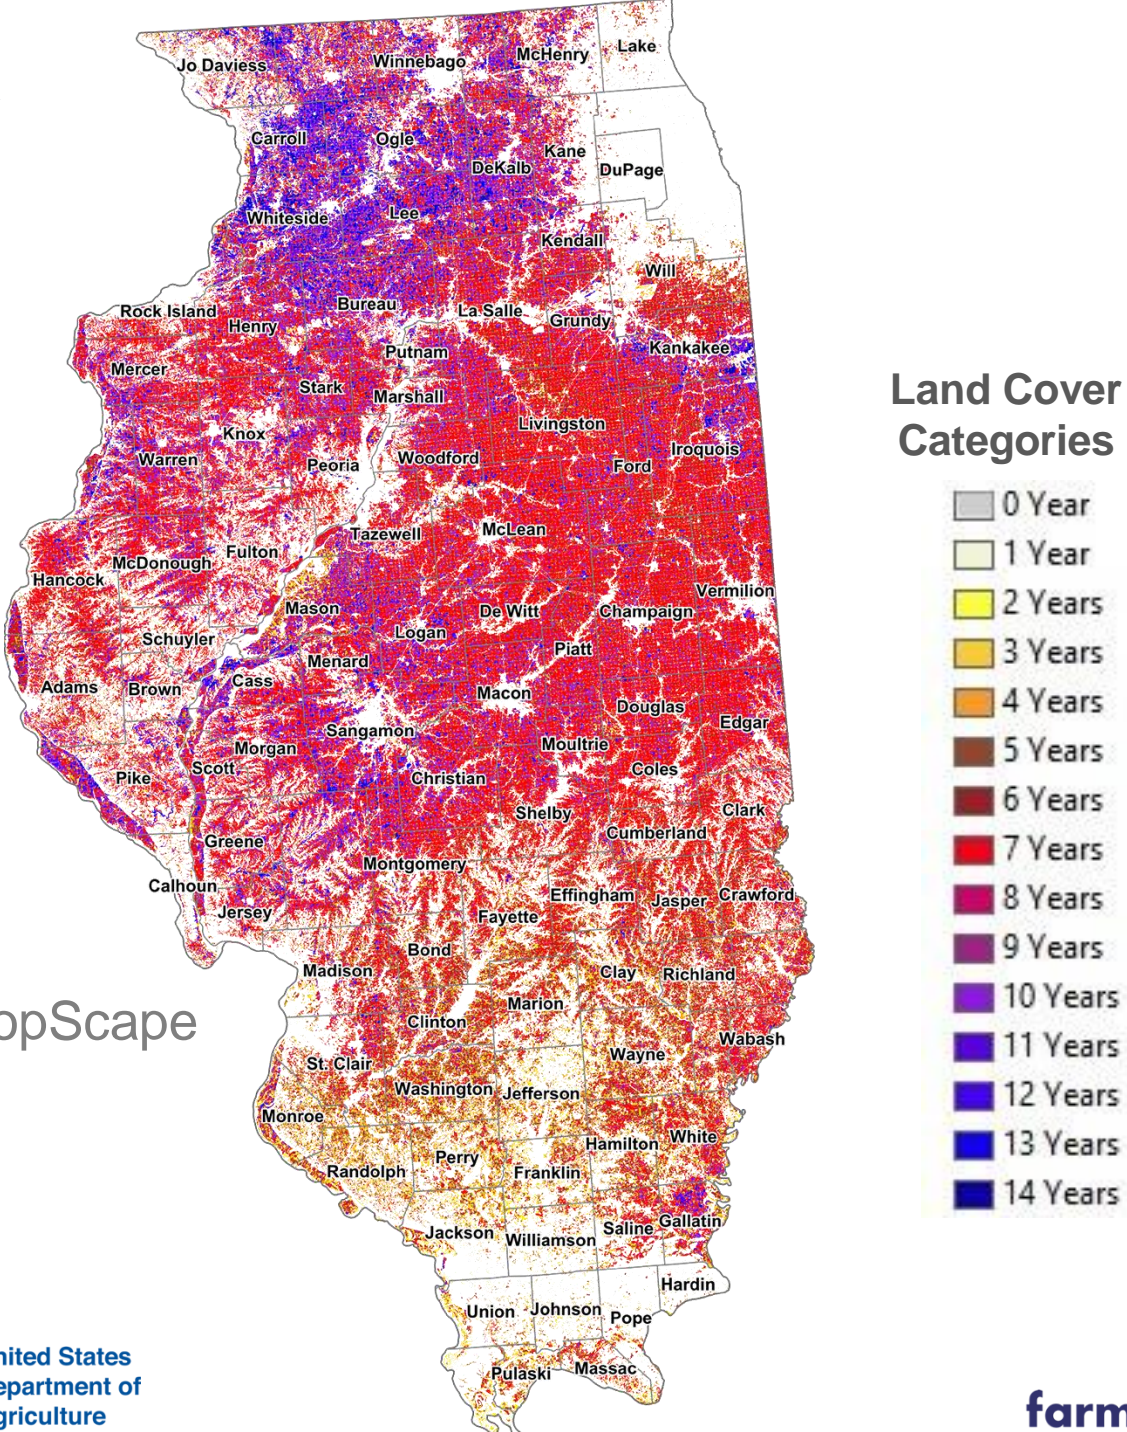 Jo Daviess
Winnebago
McHenry
Lake
Carroll
Ogle
Kane
DeKalb
DuPage
Whiteside
Lee
Kendall
Will
Rock Island
Bureau
La Salle
Henry
Grundy
Putnam
Kankakee
Mercer
Stark
Marshall
Knox
Livingston
Warren
Peoria
Woodford
Ford
Iroquois
Tazewell
McLean
Fulton
McDonough
Hancock
Vermilion
Mason
De Witt
Champaign
Schuyler
Logan
Piatt
Menard
Cass
Adams
Brown
Macon
Douglas
Edgar
Sangamon
Morgan
Moultrie
Scott
Coles
Pike
Christian
Shelby
Clark
Cumberland
Greene
Montgomery
Calhoun
Effingham
Jasper
Crawford
Jersey
Fayette
Bond
Madison
Clay
Richland
Marion
Clinton
Wabash
St. Clair
Wayne
Washington
Jefferson
Monroe
Hamilton
White
Perry
Randolph
Franklin
Jackson
Williamson
Saline
Gallatin
Hardin
Union
Johnson
Pope
Pulaski
Massac
Land Cover
Categories
0 Year
1 Year
2 Years
3 Years
4 Years
5 Years
6 Years
7 Years
8 Years
9 Years
10 Years
11 Years
12 Years
13 Years
14 Years
opScape
nited States
epartment of
griculture
farm